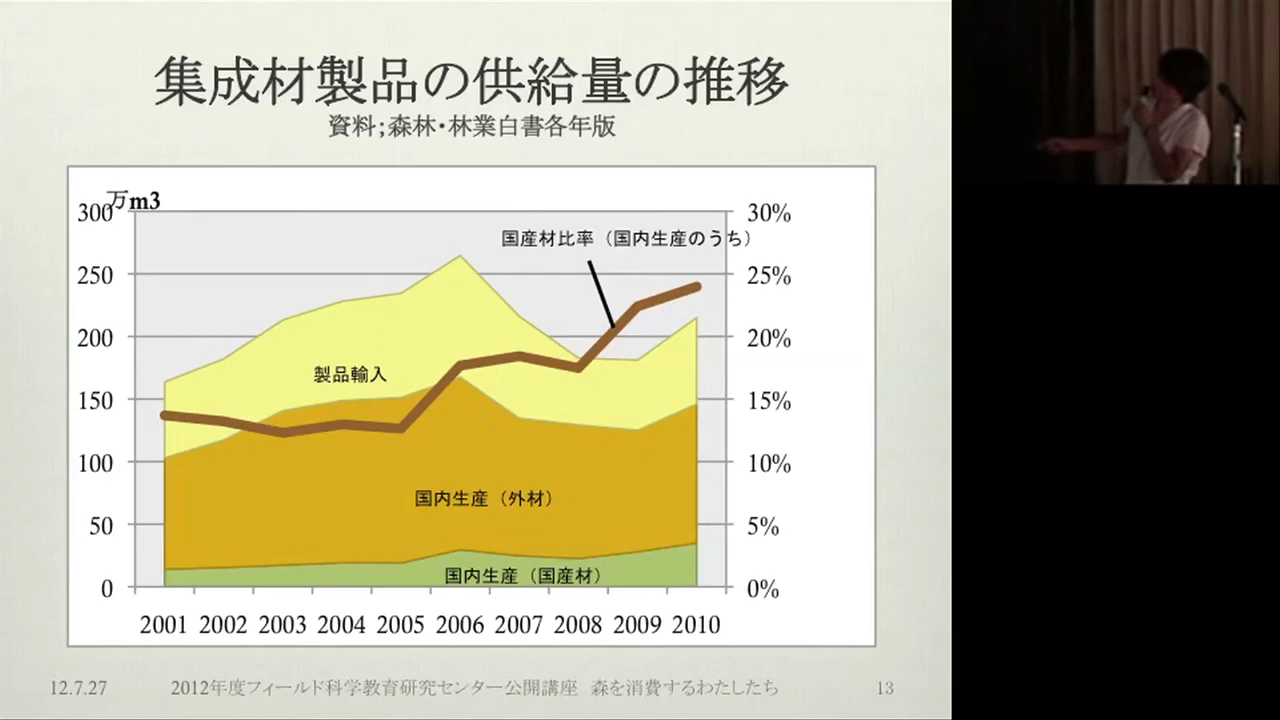 集成材製品の供給量の推移
資料;森林・林業白書各年版
万m3
300
250
200
150
100
50
0
30%
25%
20%
15%
10%
5%
0%
国産材比率（国内生産のうち）
製品輸入
国内生産（外材）
国内生産（国産材）
2001 2002 2003 2004 2005 2006 2007 2008 2009 2010
12.7.27 2012年度フィールド科学教育研究センター公開講座 森を消費するわたしたち 13